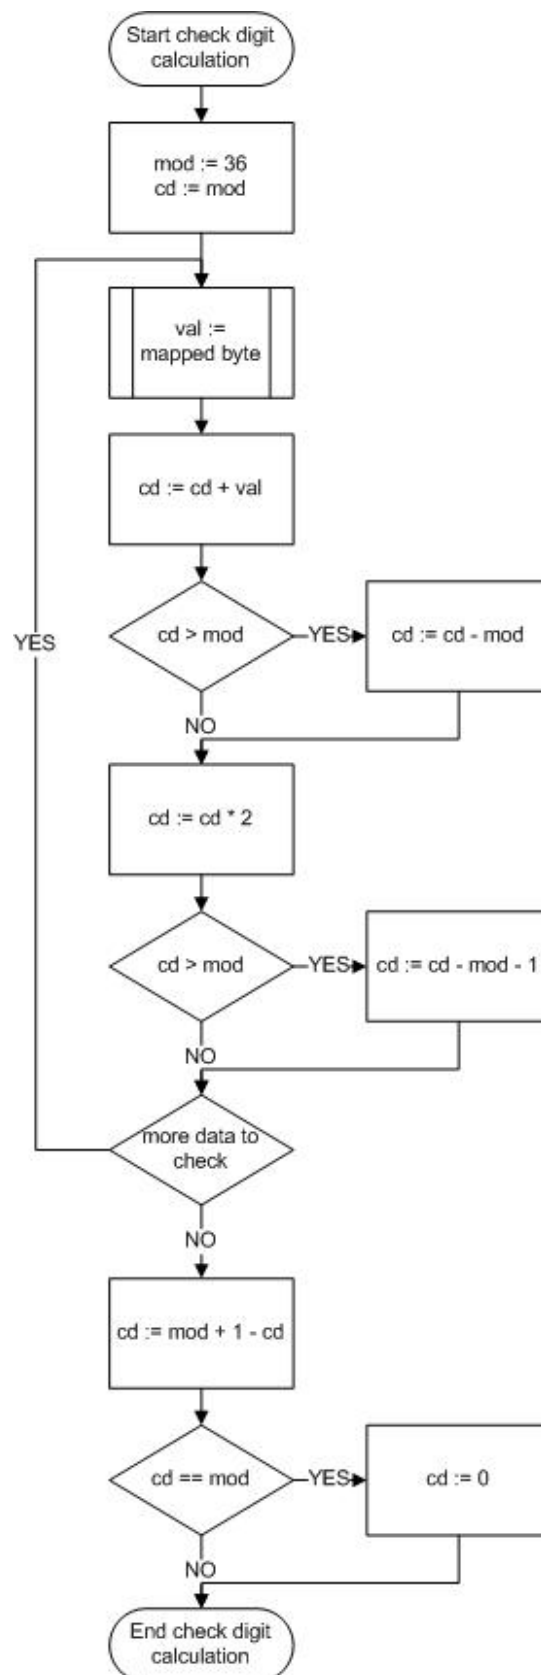 Start check digit
calculation
mod := 36
cd := mod
val :=
mapped byte
cd := cd + val
cd > mod
YES
cd := cd - mod
YES
NO
cd := cd * 2
cd > mod
YES
cd := cd - mod - 1
NO
more data to
check
NO
cd := mod + 1 - cd
cd == mod
YES
cd := 0
NO
End check digit
calculation